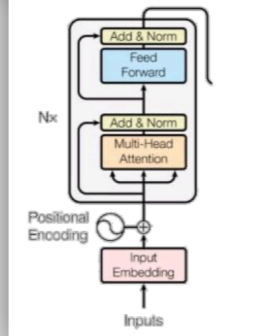 Add & Norm
Feed
Forward
Nx
Add & Norm
Multi-Head
Attention
Positional
Encoding
Input
Embedding
Inputs